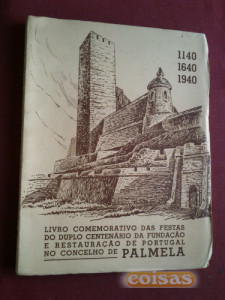 1140
1640
1940
LIVRO COMEMORATIVO DAS FESTAS
DO DUPLO CENTENÁRIO DA FUNDAÇÃO
E RESTAURAÇÃO DE PORTUGAL
NO CONCELHO DE PALMELA
coisas